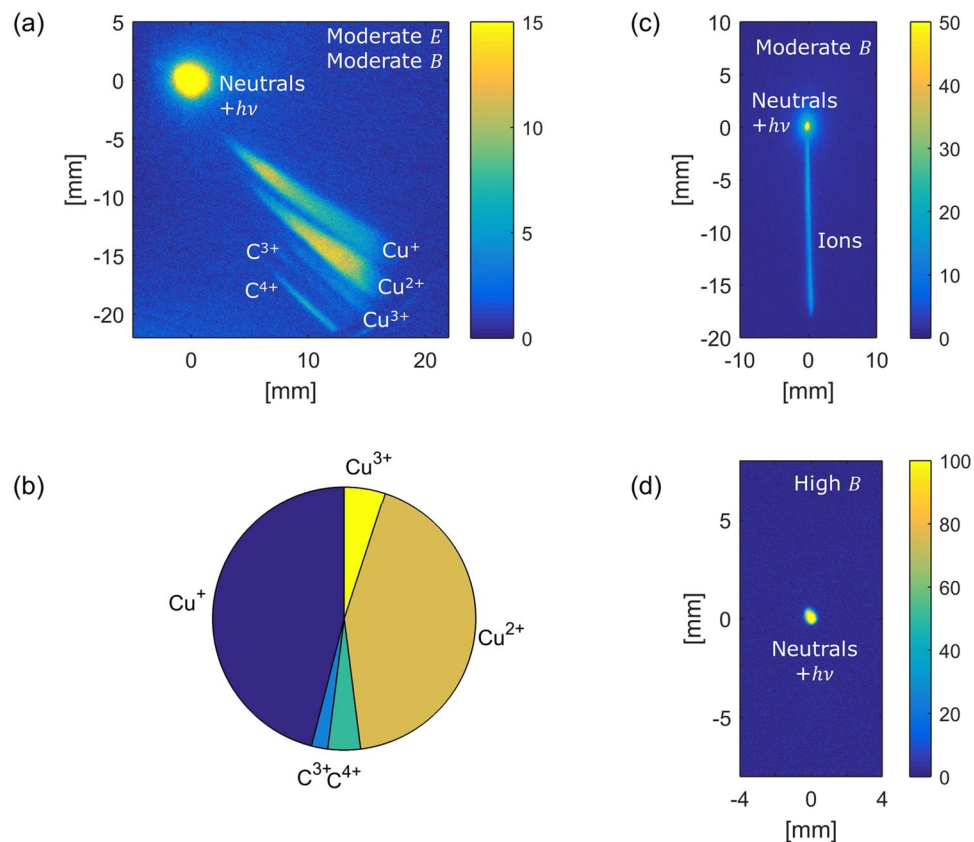 (a)
5
0
-5
-10
-15
-20
[mm]
0
10
20
[mm]
Moderate E
Moderate B
Neutrals
+hν
C³⁺
C⁴⁺
Cu⁺
Cu²⁺
Cu³⁺
15
10
5
0
(c)
10
5
0
-5
-10
-15
-20
[mm]
-10
0
10
[mm]
Moderate B
Neutrals
+hν
Ions
50
40
30
20
10
0
(b)
Cu³⁺
Cu⁺
Cu²⁺
C³⁺C⁴⁺
(d)
5
0
-5
[mm]
-4
0
4
[mm]
High B
Neutrals
+hν
100
80
60
40
20
0